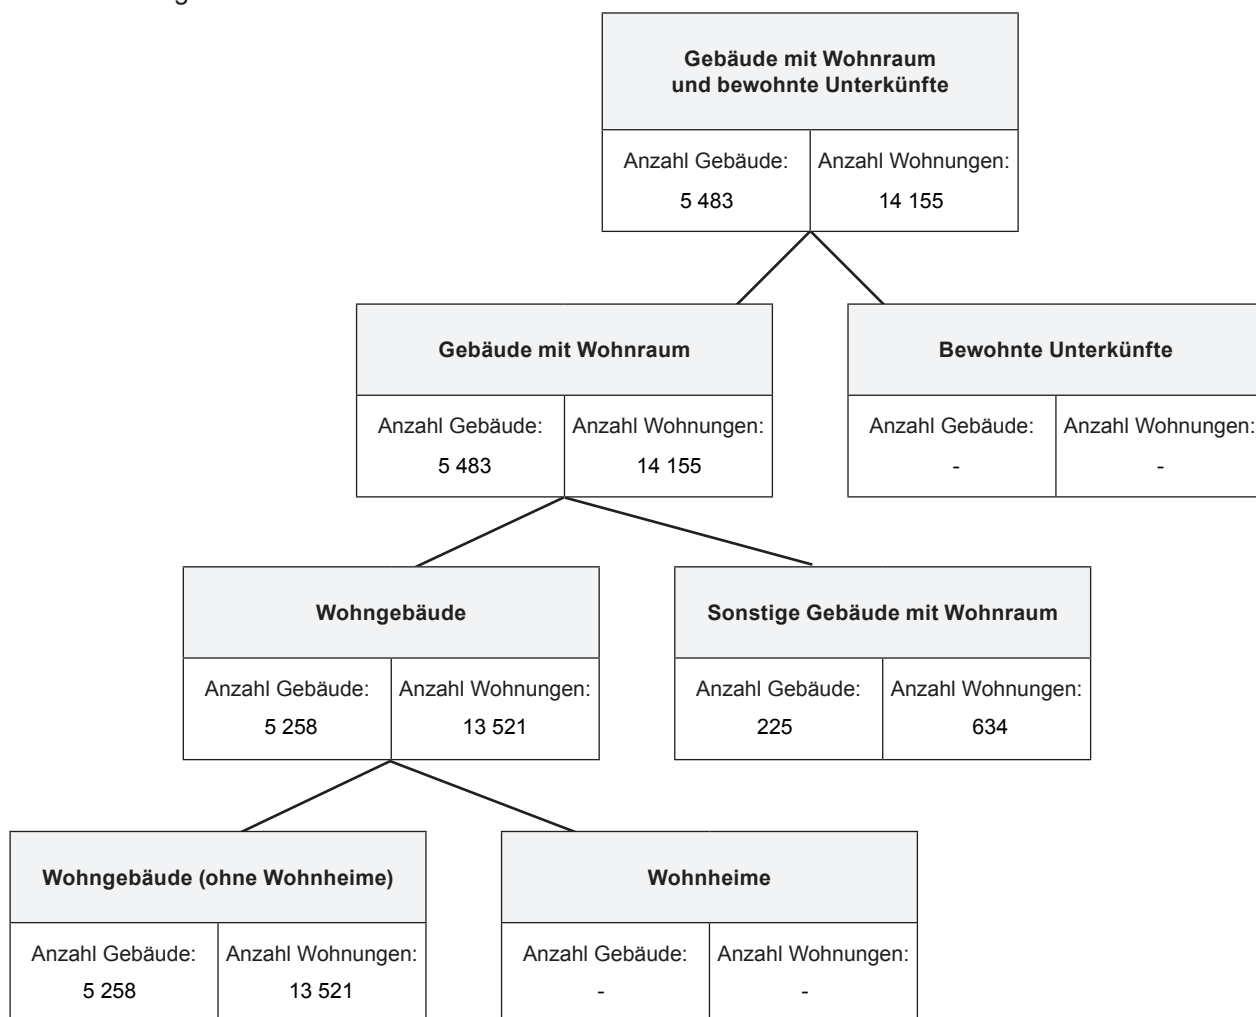 Gebäude mit Wohnraum
und bewohnte Unterkünfte
Anzahl Gebäude: Anzahl Wohnungen:
5 483 14 155
Gebäude mit Wohnraum
Anzahl Gebäude: Anzahl Wohnungen:
5 483 14 155
Bewohnte Unterkünfte
Anzahl Gebäude: Anzahl Wohnungen:
- -
Wohngebäude
Anzahl Gebäude: Anzahl Wohnungen:
5 258 13 521
Sonstige Gebäude mit Wohnraum
Anzahl Gebäude: Anzahl Wohnungen:
225 634
Wohngebäude (ohne Wohnheime)
Anzahl Gebäude: Anzahl Wohnungen:
5 258 13 521
Wohnheime
Anzahl Gebäude: Anzahl Wohnungen:
- -